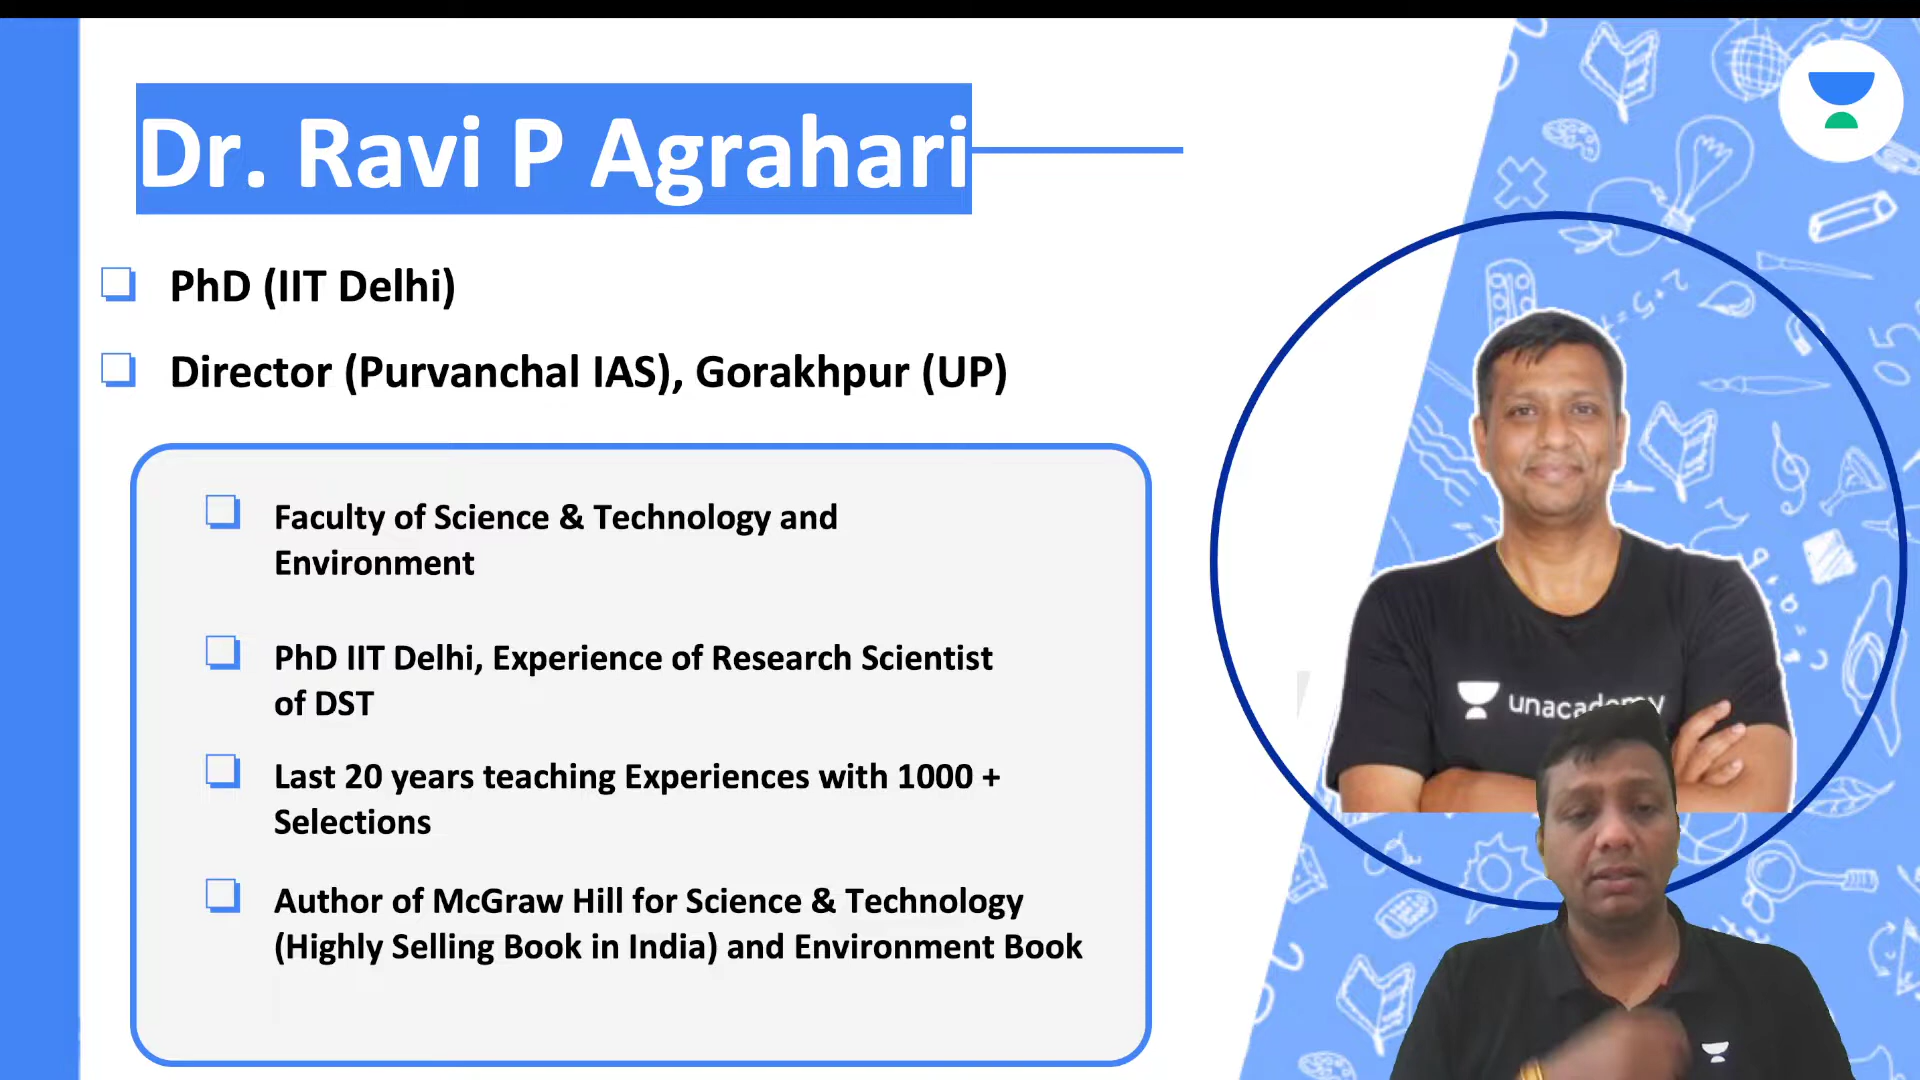 Dr. Ravi P Agrahari
PhD (IIT Delhi)
Director (Purvanchal IAS), Gorakhpur (UP)
Faculty of Science & Technology and
Environment
PhD IIT Delhi, Experience of Research Scientist
of DST
Last 20 years teaching Experiences with 1000 +
Selections
Author of McGraw Hill for Science & Technology
(Highly Selling Book in India) and Environment Book
unacademy